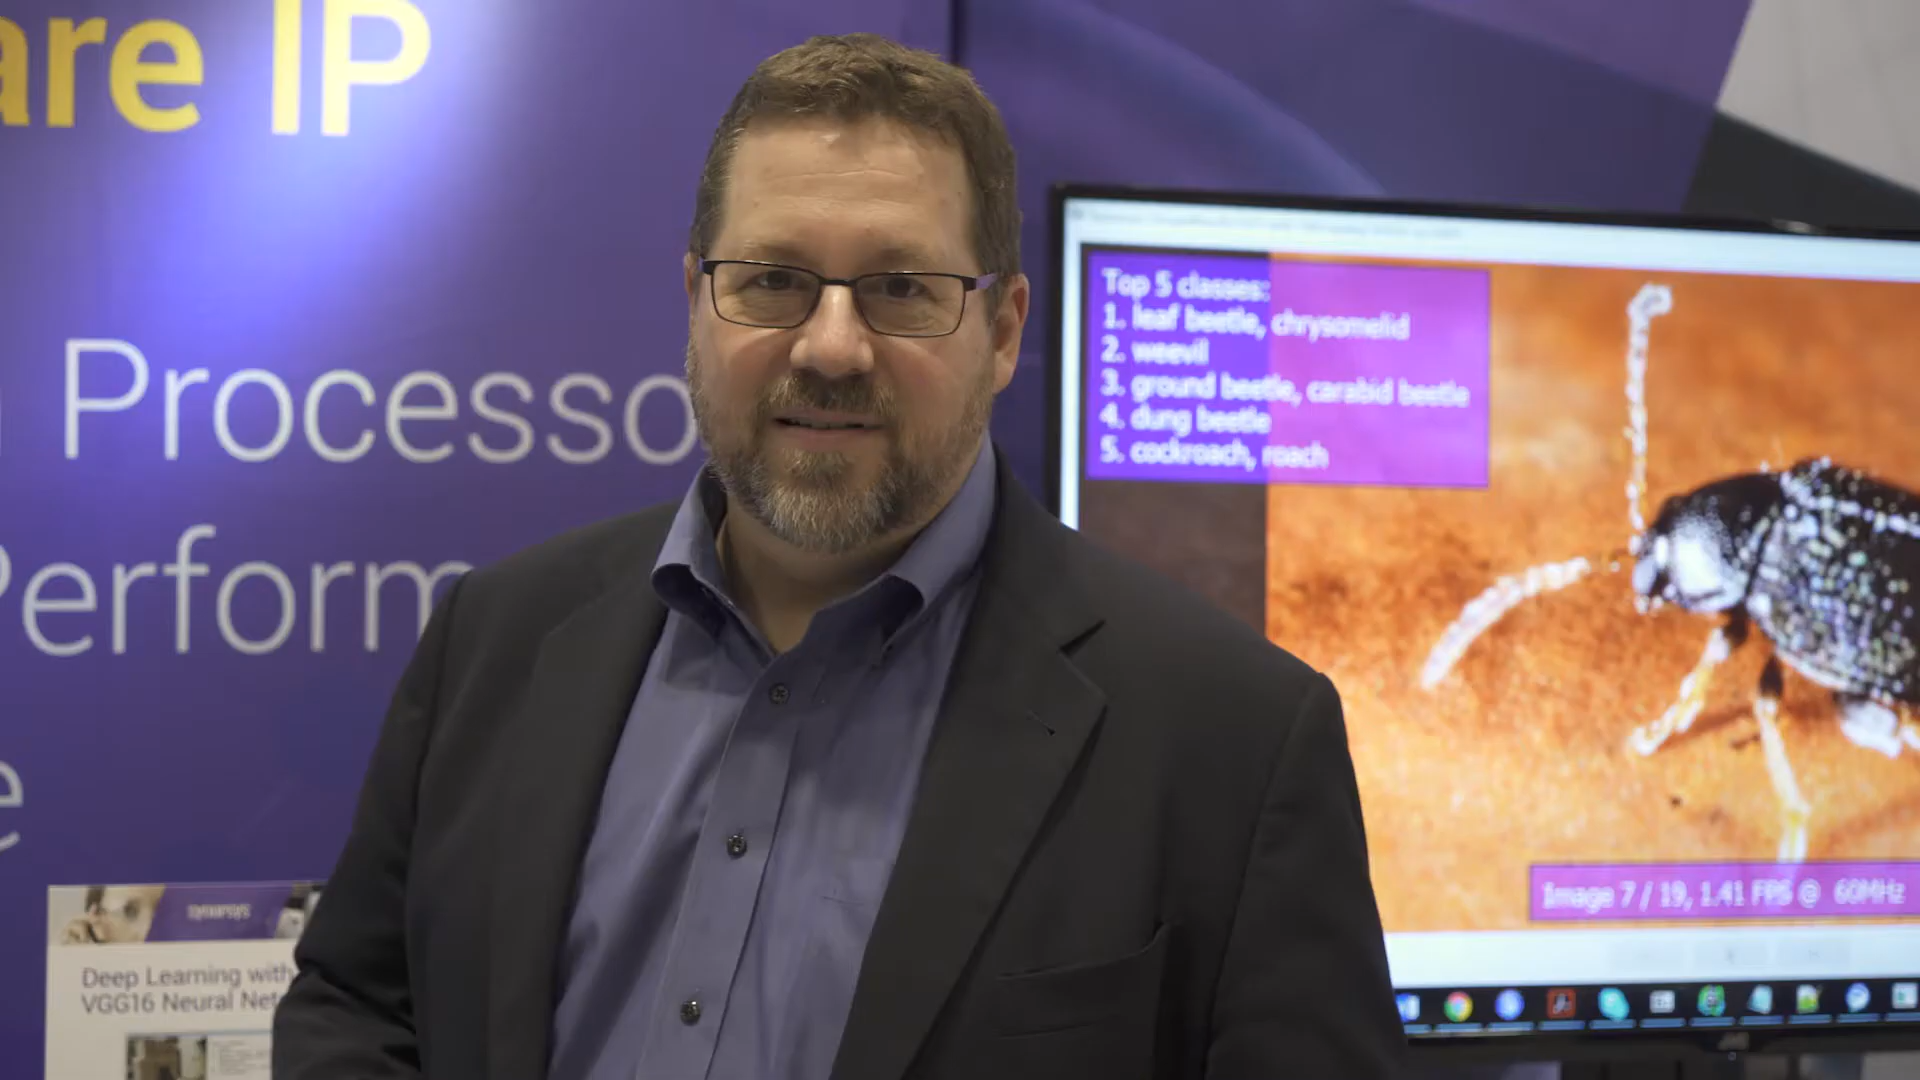 are IP
Processo
Perform
e
synopsys
Deep Learning with
VGG16 Neural Net
Top 5 classes:
1. leaf beetle, chrysomelid
2. weevil
3. ground beetle, carabid beetle
4. dung beetle
5. cockroach, roach
Image 7 / 19, 1.41 FPS @ 60MHz